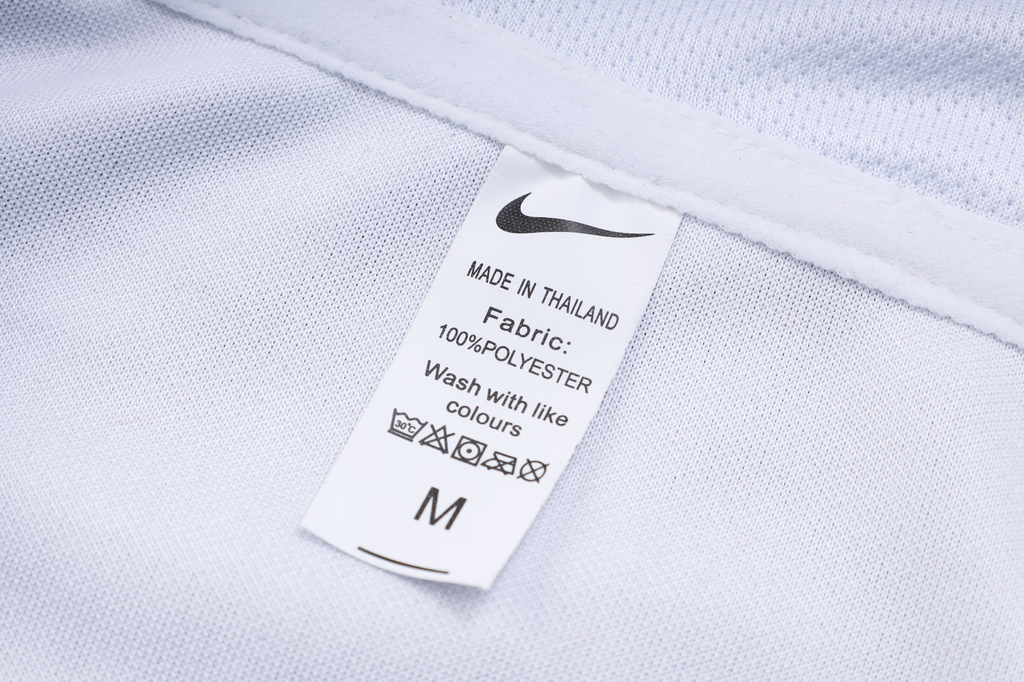 MADE IN THAILAND
Fabric:
100%POLYESTER
Wash with like
colours
30°C
M